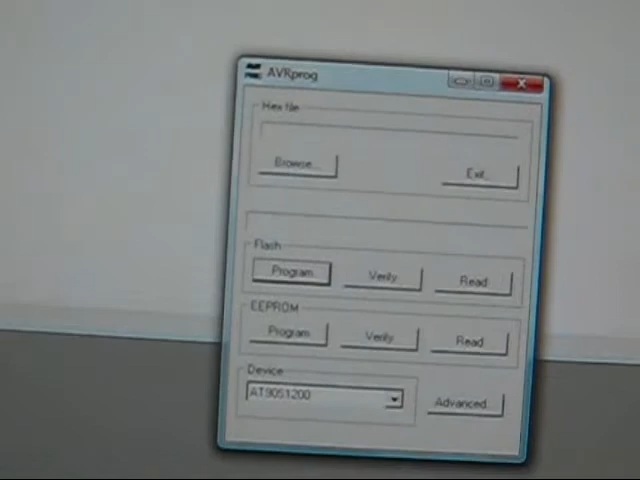 AVRprog
Hex file
Browse...
Exit
Flash
Program
Verify
Read
EEPROM
Program
Verify
Read
Device
AT90S1200
Advanced...